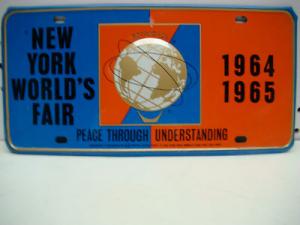 NEW
YORK
WORLD'S
FAIR
1964
1965
PEACE THROUGH UNDERSTANDING